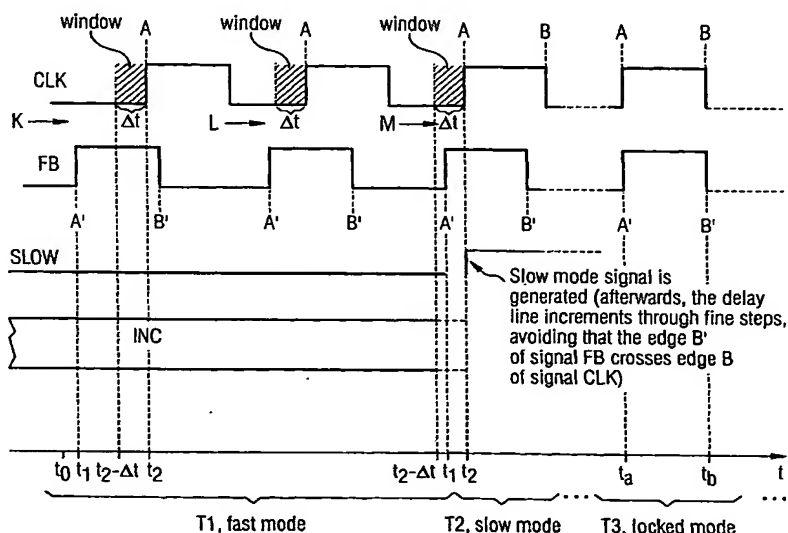 window A window A window A B A B
CLK
K Δt L Δt M Δt
FB
A' B' A' B' A' B' A' B'
SLOW
Slow mode signal is
generated (afterwards, the delay
line increments through fine steps,
avoiding that the edge B'
of signal FB crosses edge B
of signal CLK)
INC
t0 t1 t2-Δt t2 t2-Δt t1 t2 ta tb t
T1, fast mode T2, slow mode T3, locked mode